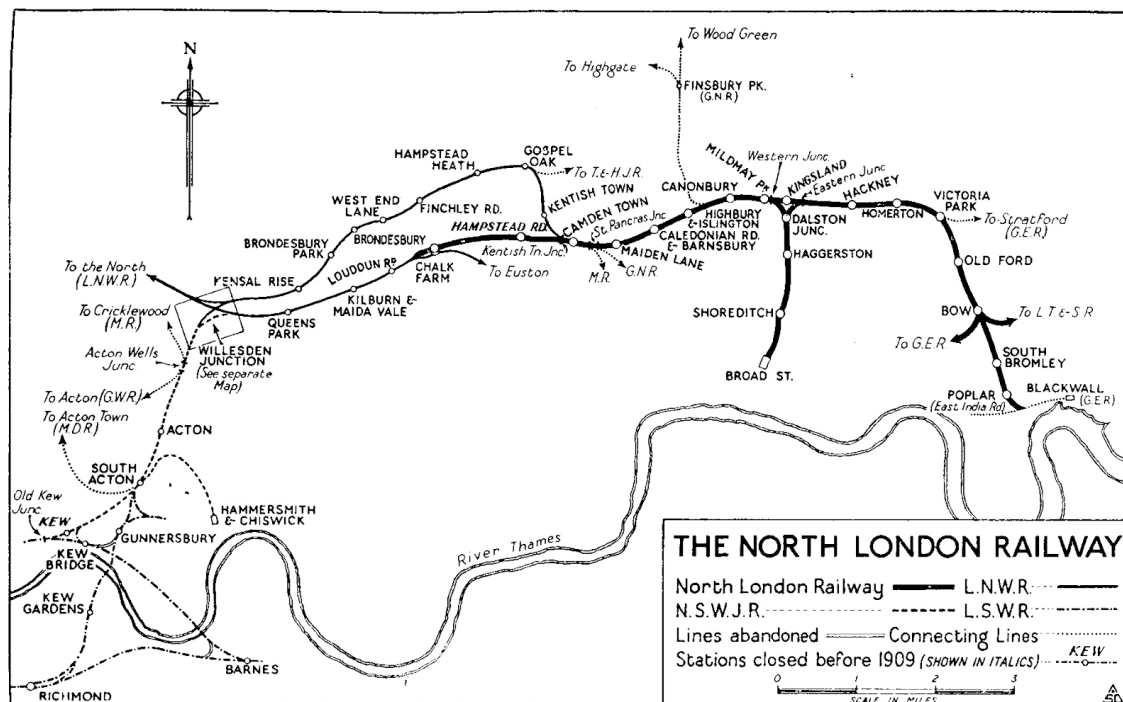 N
To Wood Green
To Highgate
FINSBURY PK.
(G.N.R)
HAMPSTEAD
HEATH
GOSPEL
OAK
To T.& H.J.R.
WEST END
LANE
FINCHLEY RD.
KENTISH TOWN
BRONDESBURY
PARK
BRONDESBURY
HAMPSTEAD RD.
Kentish Tn. Jnc.
CAMDEN TOWN
St. Pancras Jnc.
M.R.
G.N.R.
MAIDEN LANE
CALEDONIAN RD.
& BARNSBURY
HIGHBURY
& ISLINGTON
CANONBURY
MILDMAY PK.
Western Junc.
KINGSLAND
Eastern Junc.
DALSTON
JUNC.
HACKNEY
HOMERTON
VICTORIA
PARK
To Stratford
(G.E.R)
HAGGERSTON
OLD FORD
SHOREDITCH
BROAD ST.
BOW
To L.T.&S.R.
To G.E.R.
SOUTH
BROMLEY
POPLAR
(East India Rd)
BLACKWALL
(G.E.R)
To the North
(L.N.W.R.)
KENSAL RISE
LOUDOUN RD.
CHALK
FARM
To Euston
KILBURN &
MAIDA VALE
QUEENS
PARK
To Cricklewood
(M.R.)
WILLESDEN
JUNCTION
(See separate
Map)
Acton Wells
Junc.
To Acton (G.W.R)
To Acton Town
(M.D.R)
ACTON
SOUTH
ACTON
HAMMERSMITH
& CHISWICK
Old Kew
Junc.
KEW
GUNNERSBURY
KEW
BRIDGE
KEW
GARDENS
BARNES
RICHMOND
River Thames
THE NORTH LONDON RAILWAY
North London Railway L.N.W.R.
N.S.W.J.R. L.S.W.R.
Lines abandoned Connecting Lines
Stations closed before 1909 (SHOWN IN ITALICS) KEW
0 1 2 3
SCALE IN MILES